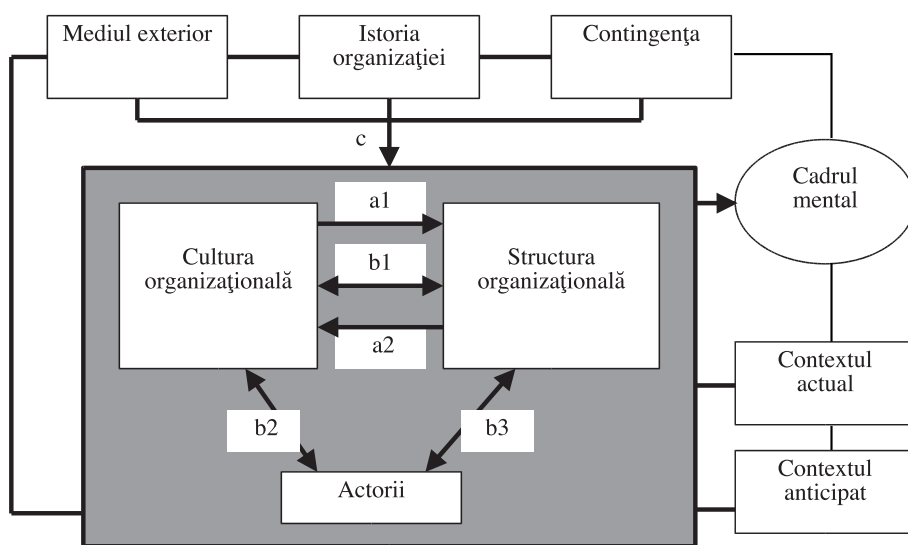 Mediul exterior
Istoria
organizaţiei
Contingenţa
c
Cadrul
mental
a1
Cultura
organizaţională
b1
Structura
organizaţională
a2
Contextul
actual
b2
b3
Actorii
Contextul
anticipat